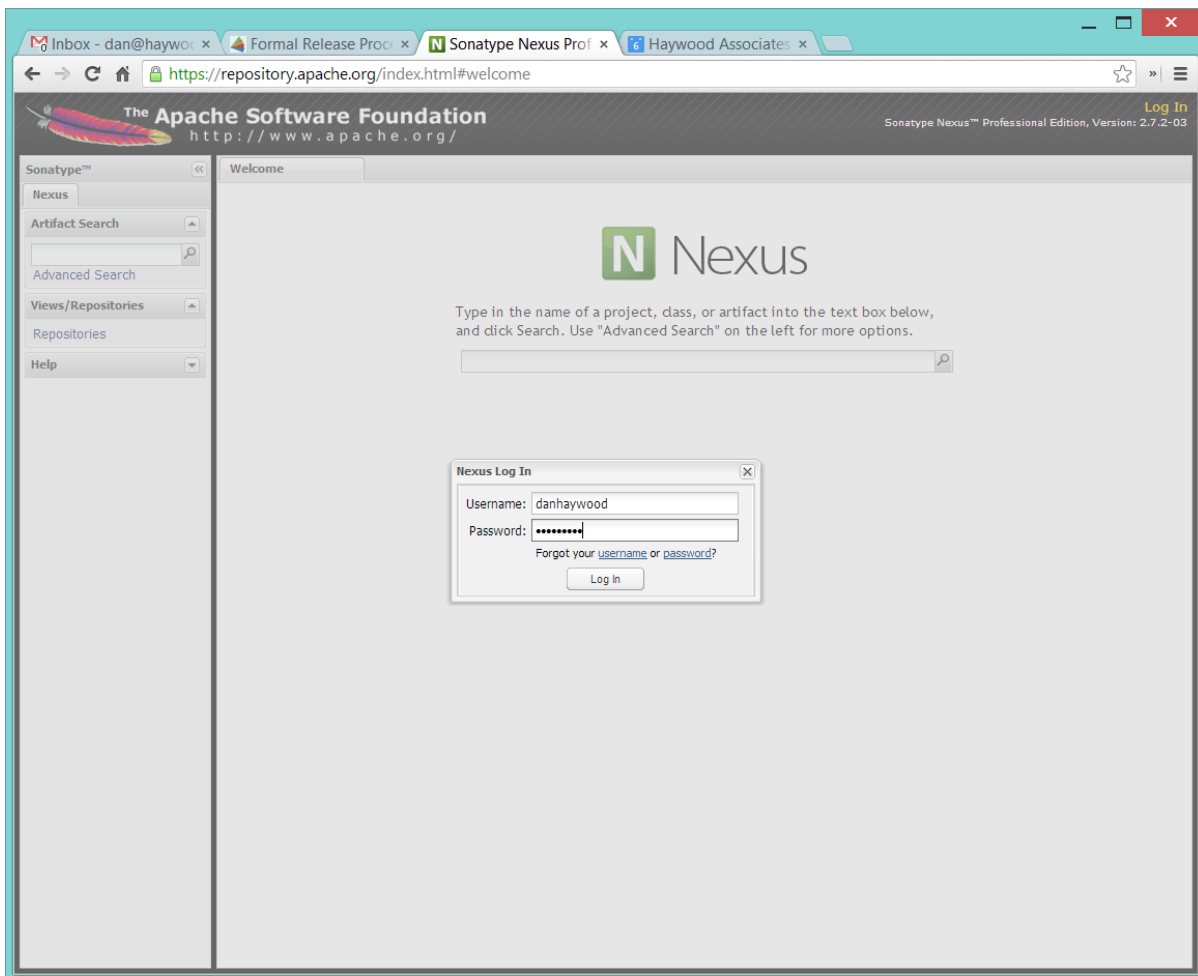 Inbox - dan@haywo
Formal Release Proc
Sonatype Nexus Prof
Haywood Associates
https://repository.apache.org/index.html#welcome
The Apache Software Foundation
http://www.apache.org/
Log In
Sonatype Nexus™ Professional Edition, Version: 2.7.2-03
Sonatype™
Welcome
Nexus
Artifact Search
Advanced Search
Views/Repositories
Repositories
Help
N Nexus
Type in the name of a project, class, or artifact into the text box below,
and click Search. Use "Advanced Search" on the left for more options.
Nexus Log In
Username: danhaywood
Password: •••••••••
Forgot your username or password?
Log In